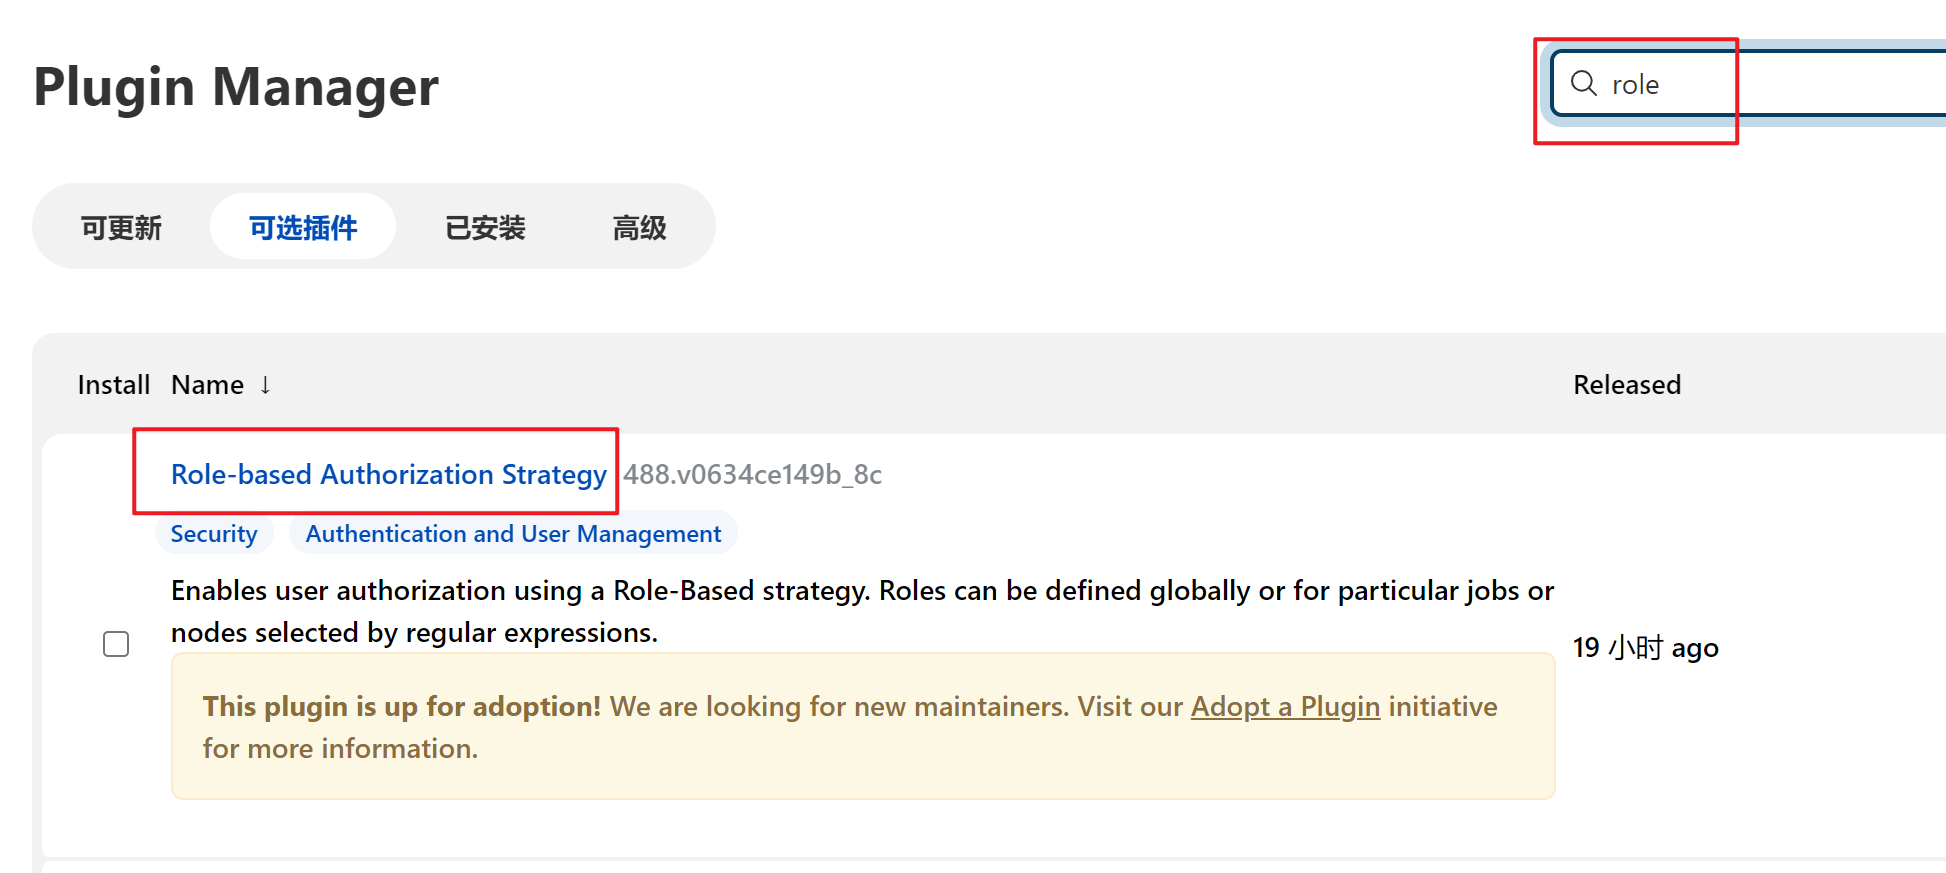 Plugin Manager
role
可更新 可选插件 已安装 高级
Install Name ↓ Released
Role-based Authorization Strategy 488.v0634ce149b_8c
Security Authentication and User Management
Enables user authorization using a Role-Based strategy. Roles can be defined globally or for particular jobs or
nodes selected by regular expressions.
19 小时 ago
This plugin is up for adoption! We are looking for new maintainers. Visit our Adopt a Plugin initiative
for more information.